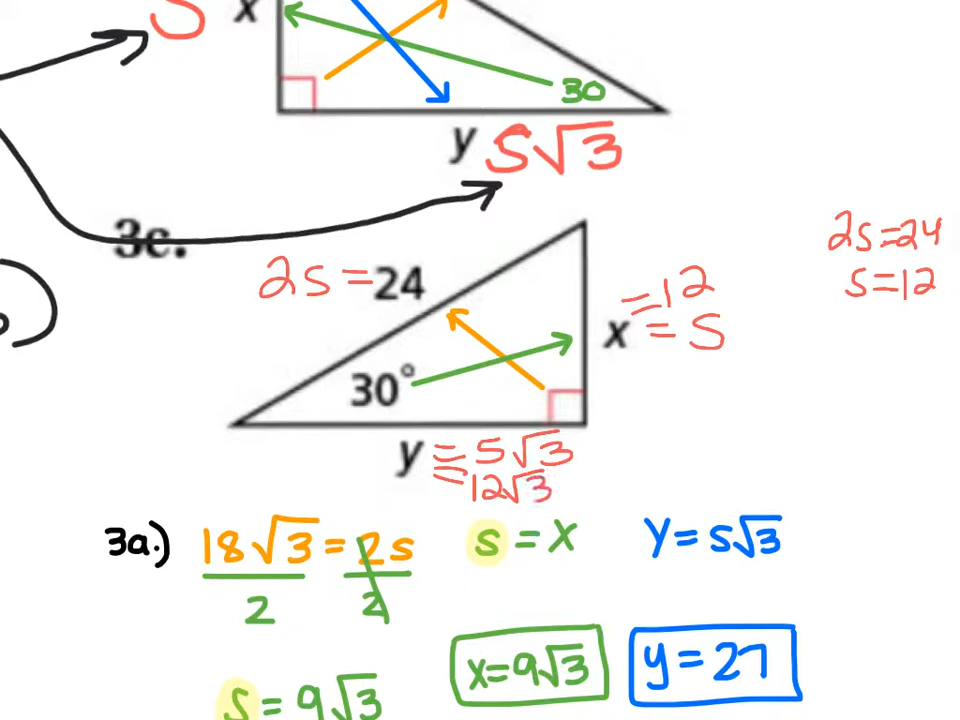 S x
30
y S√3
3c.
2s=24
s=12
2s = 24
=12
x = S
30°
y = s√3
=12√3
3a.) 18√3 = 2s s = x y = s√3
2 2
x=9√3 y = 27
s = 9√3